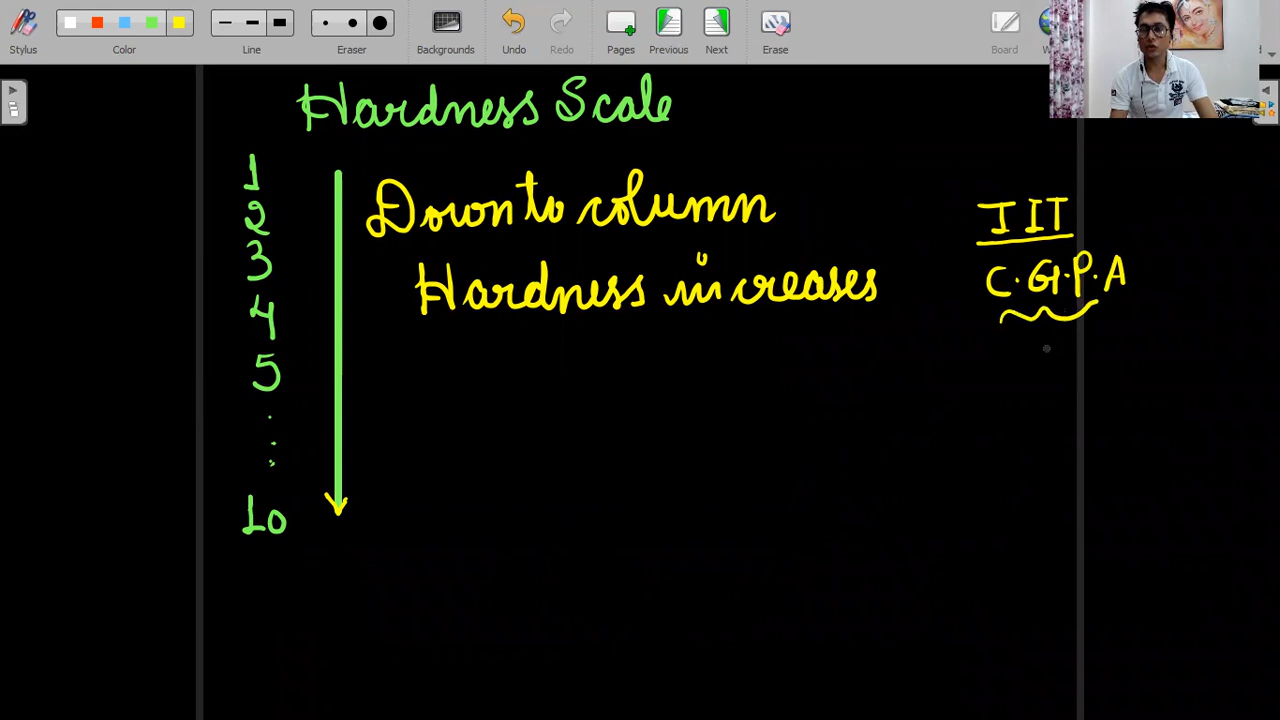 Stylus
Color
Line
Eraser
Backgrounds
Undo
Redo
Pages
Previous
Next
Erase
Board
Hardness Scale
1
2
3
4
5
10
Down to column
Hardness increases
IIT
C.G.P.A